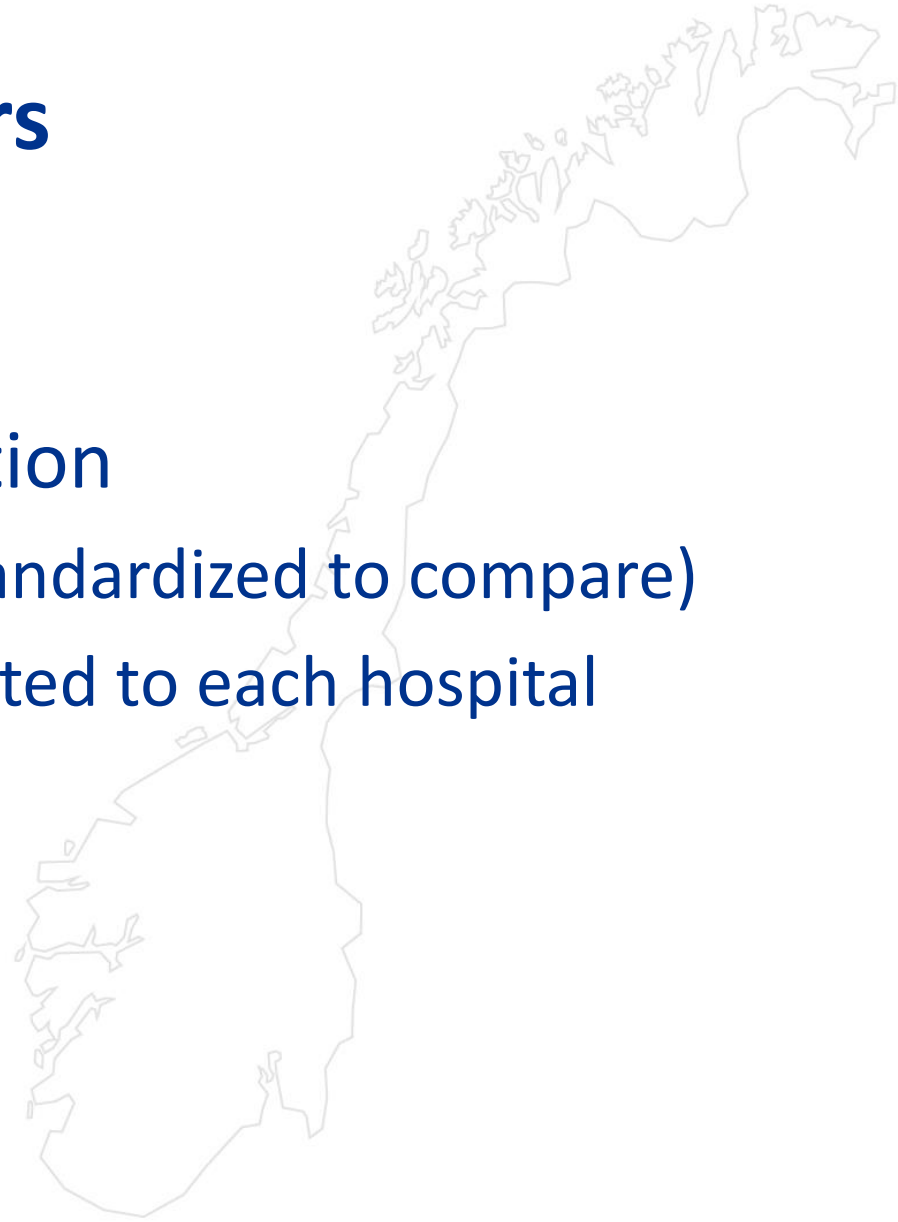 rs
tion
andardized to compare)
ted to each hospital